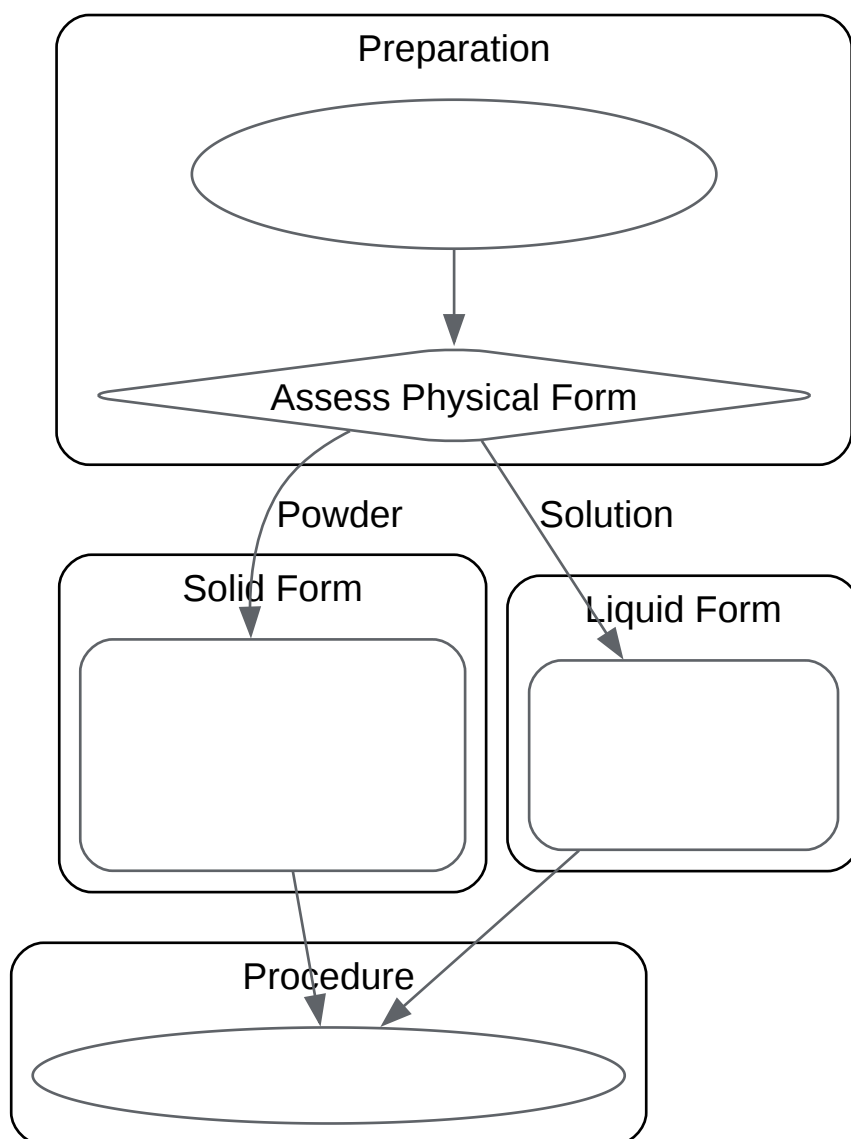 Preparation
Assess Physical Form
Powder
Solution
Solid Form
Liquid Form
Procedure